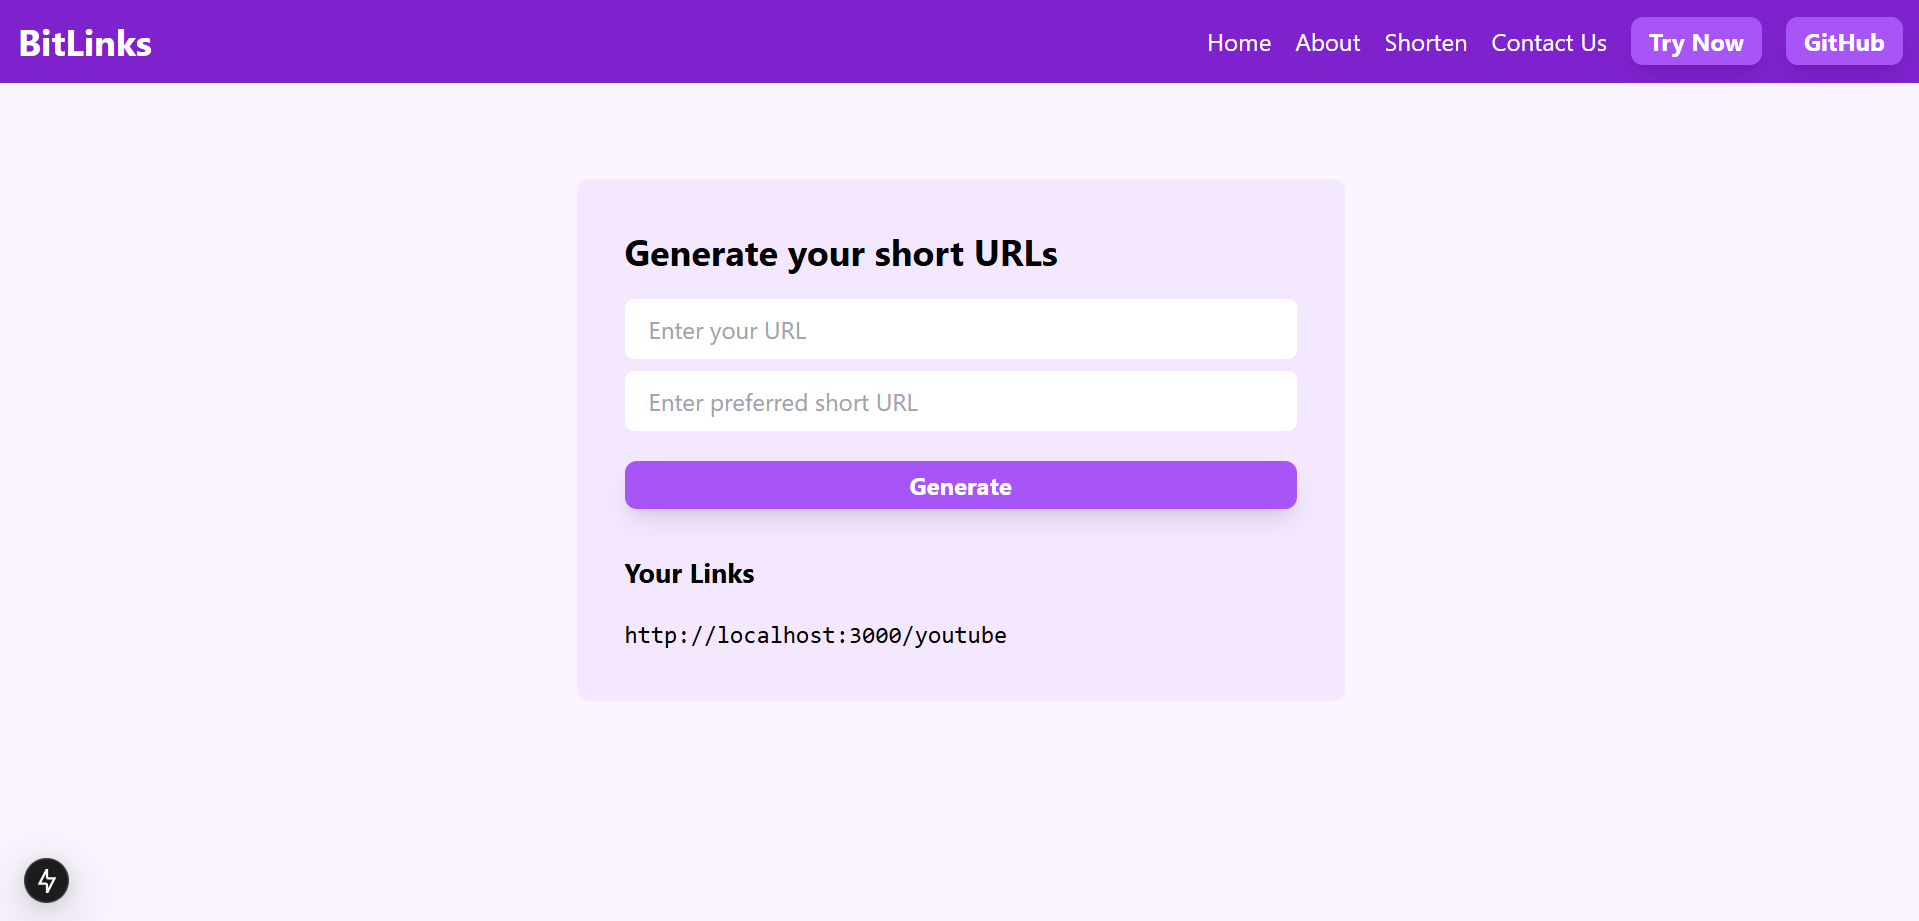 BitLinks
Home About Shorten Contact Us Try Now GitHub
Generate your short URLs
Enter your URL
Enter preferred short URL
Generate
Your Links
http://localhost:3000/youtube